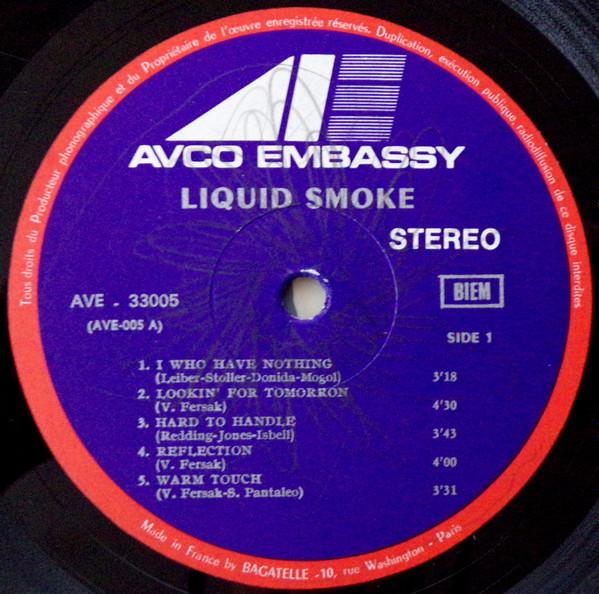 Tous droits du Producteur phonographique et du Propriétaire de l'œuvre enregistrée réservés. Duplication, exécution publique, radiodiffusion de ce disque interdites
AVCO EMBASSY
LIQUID SMOKE
STEREO
AVE - 33005
BIEM
(AVE-005 A)
SIDE 1
1. I WHO HAVE NOTHING
(Leiber-Stoller-Donida-Mogol) 3'18
2. LOOKIN' FOR TOMORRON
(V. Fersak) 4'30
3. HARD TO HANDLE
(Redding-Jones-Isbell) 3'43
4. REFLECTION
(V. Fersak) 4'00
5. WARM TOUCH
(V. Fersak-S. Pantaleo) 3'31
Made in France by BAGATELLE -10, rue Washington - Paris